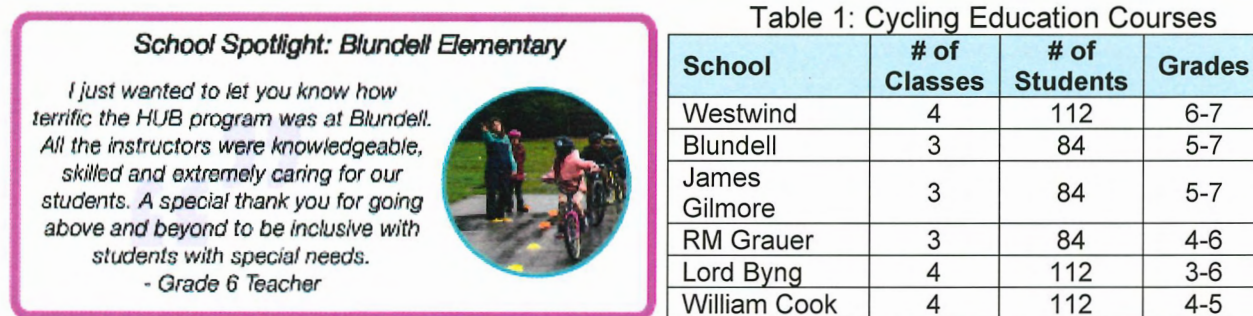 School Spotlight: Blundell Elementary
I just wanted to let you know how
terrific the HUB program was at Blundell.
All the instructors were knowledgeable,
skilled and extremely caring for our
students. A special thank you for going
above and beyond to be inclusive with
students with special needs.
- Grade 6 Teacher
Table 1: Cycling Education Courses
School # of Classes # of Students Grades
Westwind 4 112 6-7
Blundell 3 84 5-7
James Gilmore 3 84 5-7
RM Grauer 3 84 4-6
Lord Byng 4 112 3-6
William Cook 4 112 4-5